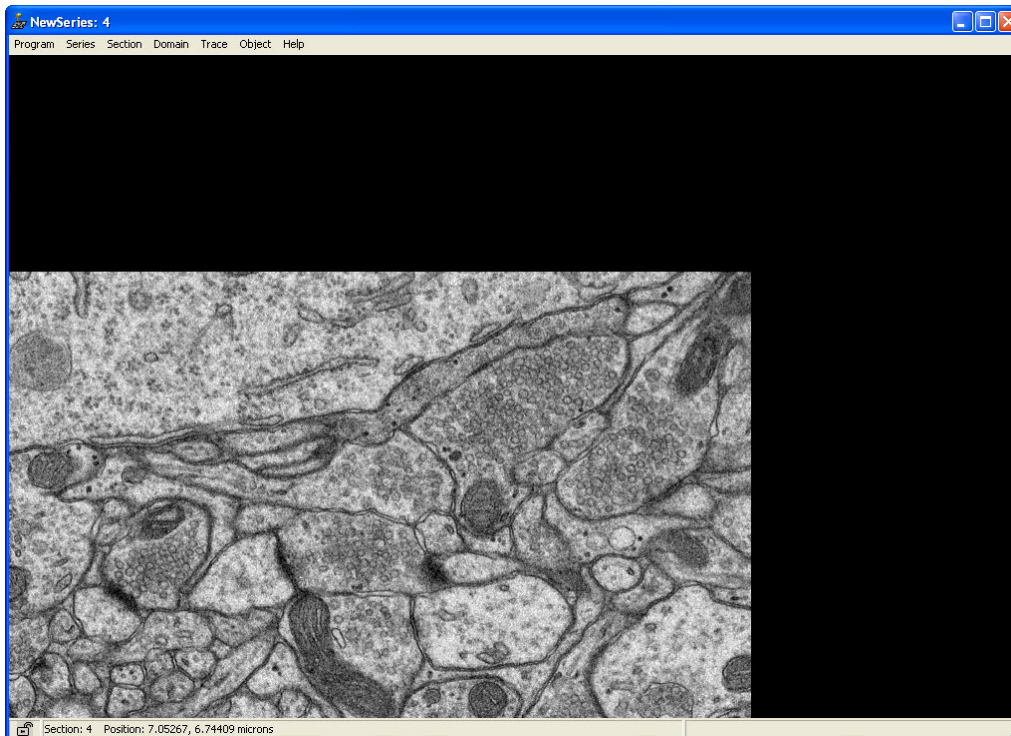 NewSeries: 4
Program Series Section Domain Trace Object Help
Section: 4 Position: 7.05267, 6.74409 microns